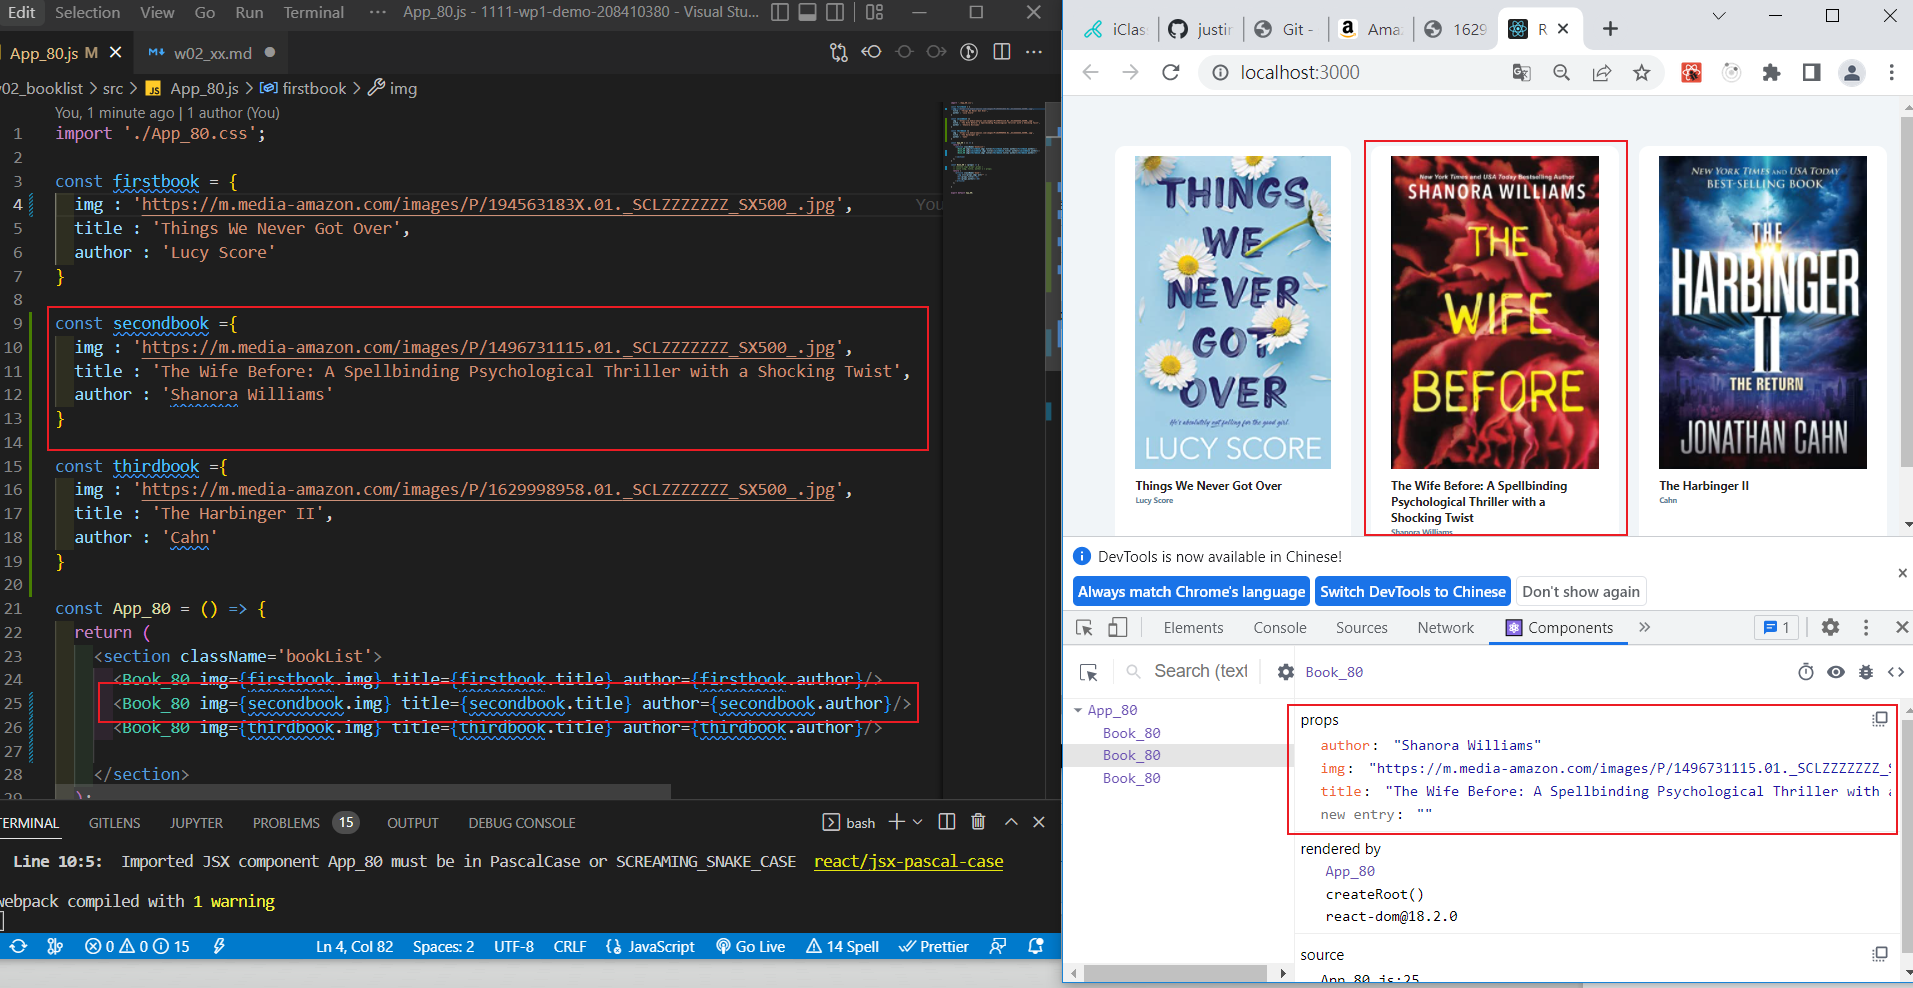 Edit Selection View Go Run Terminal ··· App_80.js - 1111-wp1-demo-208410380 - Visual Stu...
App_80.js M w02_xx.md
02_booklist > src > App_80.js > firstbook > img
You, 1 minute ago | 1 author (You)
1 import './App_80.css';
2
3 const firstbook = {
4 img : 'https://m.media-amazon.com/images/P/194563183X.01._SCLZZZZZZZ_SX500_.jpg', You
5 title : 'Things We Never Got Over',
6 author : 'Lucy Score'
7 }
8
9 const secondbook ={
10 img : 'https://m.media-amazon.com/images/P/1496731115.01._SCLZZZZZZZ_SX500_.jpg',
11 title : 'The Wife Before: A Spellbinding Psychological Thriller with a Shocking Twist',
12 author : 'Shanora Williams'
13 }
14
15 const thirdbook ={
16 img : 'https://m.media-amazon.com/images/P/1629998958.01._SCLZZZZZZZ_SX500_.jpg',
17 title : 'The Harbinger II',
18 author : 'Cahn'
19 }
20
21 const App_80 = () => {
22 return (
23 <section className='bookList'>
24 <Book_80 img={firstbook.img} title={firstbook.title} author={firstbook.author}/>
25 <Book_80 img={secondbook.img} title={secondbook.title} author={secondbook.author}/>
26 <Book_80 img={thirdbook.img} title={thirdbook.title} author={thirdbook.author}/>
27
28 </section>
29 );
TERMINAL GITLENS JUPYTER PROBLEMS 15 OUTPUT DEBUG CONSOLE bash
Line 10:5: Imported JSX component App_80 must be in PascalCase or SCREAMING_SNAKE_CASE react/jsx-pascal-case
webpack compiled with 1 warning
0 0 15 Ln 4, Col 82 Spaces: 2 UTF-8 CRLF JavaScript Go Live 14 Spell Prettier
iClas justin Git - Ama 1629 R
localhost:3000
THINGS
WE
NEVER
GOT
OVER
He's absolutely not falling for the good girl.
LUCY SCORE
Things We Never Got Over
Lucy Score
New York Times and USA Today Bestselling Author
SHANORA WILLIAMS
THE
WIFE
BEFORE
The Wife Before: A Spellbinding
Psychological Thriller with a
Shocking Twist
Shanora Williams
NEW YORK TIMES AND USA TODAY
BEST-SELLING BOOK
THE
HARBINGER
II
THE RETURN
JONATHAN CAHN
The Harbinger II
Cahn
DevTools is now available in Chinese!
Always match Chrome's language Switch DevTools to Chinese Don't show again
Elements Console Sources Network Components » 1
Search (text Book_80
App_80
Book_80
Book_80
Book_80
props
author: "Shanora Williams"
img: "https://m.media-amazon.com/images/P/1496731115.01._SCLZZZZZZZ_S
title: "The Wife Before: A Spellbinding Psychological Thriller with a
new entry: ""
rendered by
App_80
createRoot()
react-dom@18.2.0
source
App_80.js:25